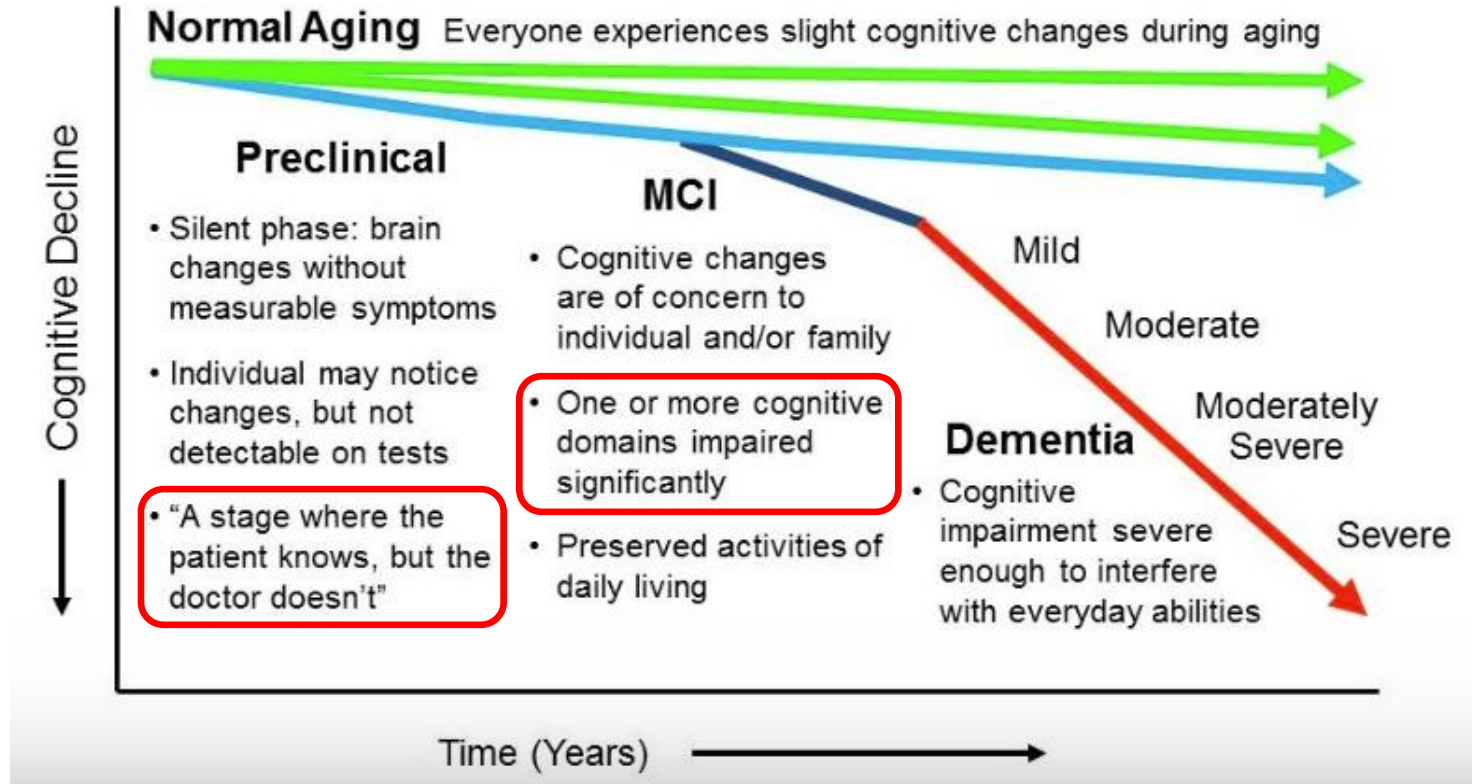 Normal Aging Everyone experiences slight cognitive changes during aging
Cognitive Decline
Preclinical
• Silent phase: brain
changes without
measurable symptoms
• Individual may notice
changes, but not
detectable on tests
• “A stage where the
patient knows, but the
doctor doesn’t”
MCI
• Cognitive changes
are of concern to
individual and/or family
• One or more cognitive
domains impaired
significantly
• Preserved activities of
daily living
Mild
Moderate
Moderately
Severe
Severe
Dementia
• Cognitive
impairment severe
enough to interfere
with everyday abilities
Time (Years)